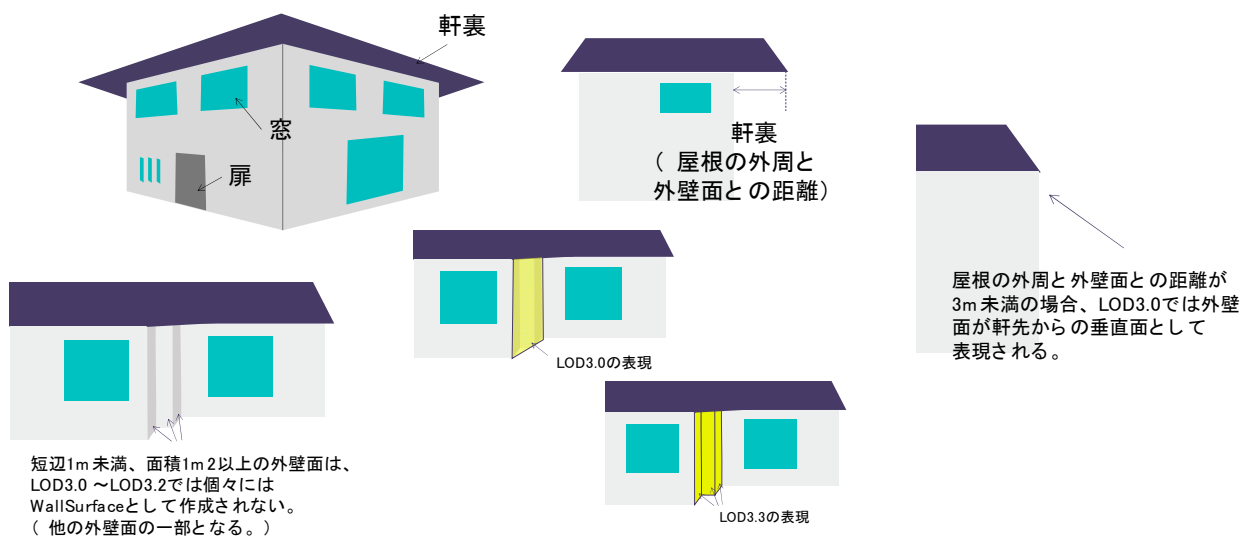 軒裏
窓
扉
軒裏
（ 屋根の外周と
外壁面との距離）
屋根の外周と外壁面との距離が
3m未満の場合、LOD3.0では外壁
面が軒先からの垂直面として
表現される。
LOD3.0の表現
短辺1m未満、面積1m2以上の外壁面は、
LOD3.0 ～LOD3.2では個々には
WallSurfaceとして作成されない。
（ 他の外壁面の一部となる。）
LOD3.3の表現